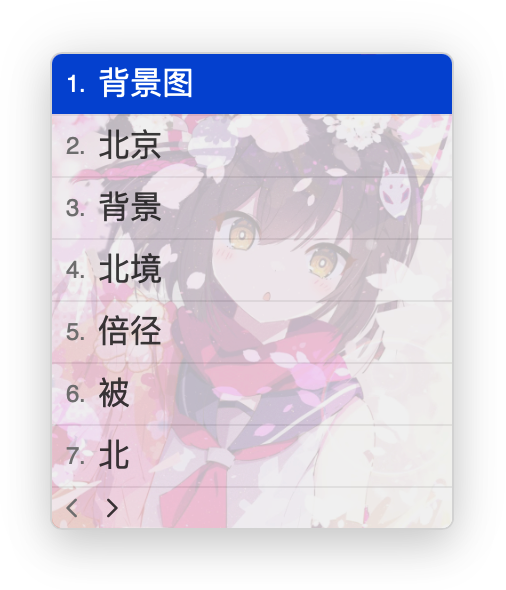 1. 背景图
2. 北京
3. 背景
4. 北境
5. 倍径
6. 被
7. 北